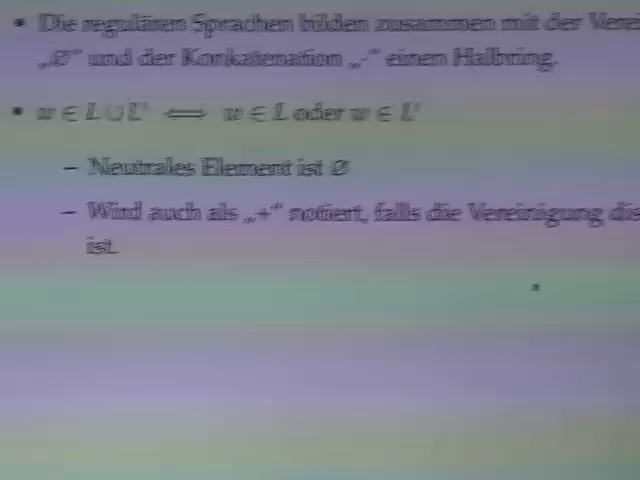 • Die regulären Sprachen bilden zusammen mit der
„∅“ und der Konkatenation „·“ einen Halbring.
• w ∈ L ∪ L' ⟺ w ∈ L oder w ∈ L'
– Neutrales Element ist ∅
– Wird auch als „+“ notiert, falls die Vereinigung
ist.